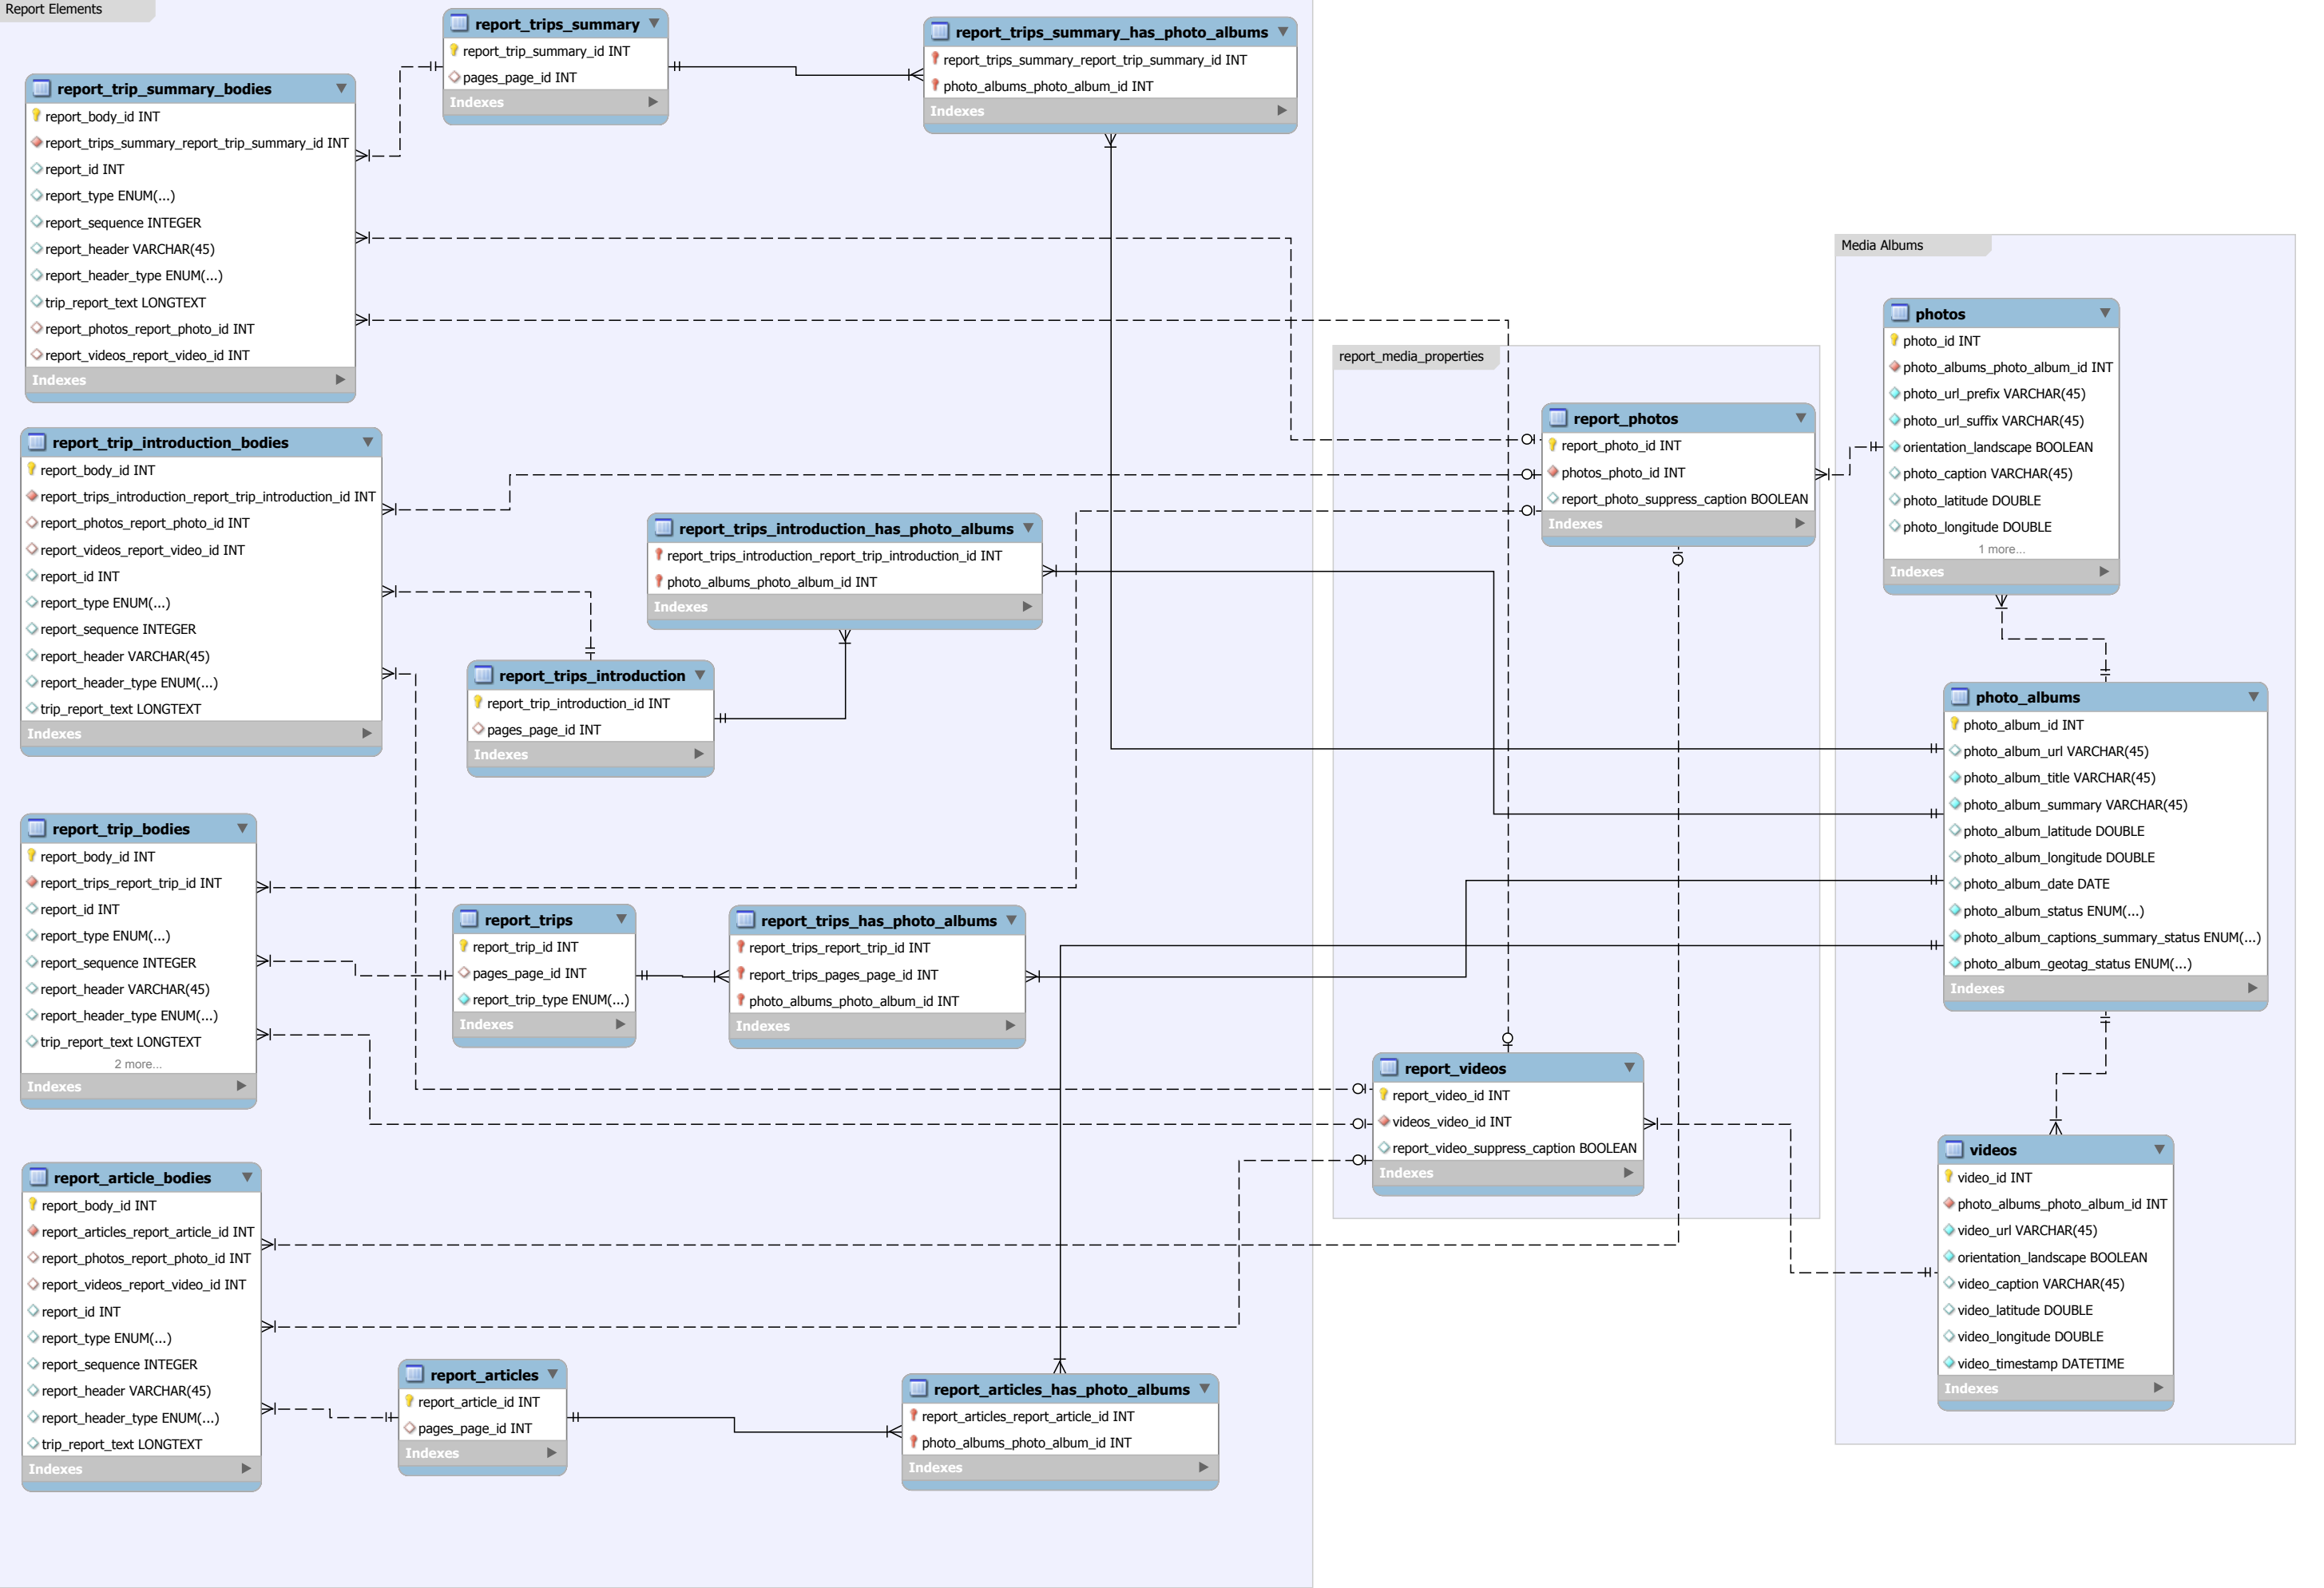 Report Elements
report_trips_summary
report_trip_summary_id INT
pages_page_id INT
Indexes
report_trips_summary_has_photo_albums
report_trips_summary_report_trip_summary_id INT
photo_albums_photo_album_id INT
Indexes
report_trip_summary_bodies
report_body_id INT
report_trips_summary_report_trip_summary_id INT
report_id INT
report_type ENUM(...)
report_sequence INTEGER
report_header VARCHAR(45)
report_header_type ENUM(...)
trip_report_text LONGTEXT
report_photos_report_photo_id INT
report_videos_report_video_id INT
Indexes
report_trip_introduction_bodies
report_body_id INT
report_trips_introduction_report_trip_introduction_id INT
report_photos_report_photo_id INT
report_videos_report_video_id INT
report_id INT
report_type ENUM(...)
report_sequence INTEGER
report_header VARCHAR(45)
report_header_type ENUM(...)
trip_report_text LONGTEXT
Indexes
report_trips_introduction_has_photo_albums
report_trips_introduction_report_trip_introduction_id INT
photo_albums_photo_album_id INT
Indexes
report_trips_introduction
report_trip_introduction_id INT
pages_page_id INT
Indexes
report_trip_bodies
report_body_id INT
report_trips_report_trip_id INT
report_id INT
report_type ENUM(...)
report_sequence INTEGER
report_header VARCHAR(45)
report_header_type ENUM(...)
trip_report_text LONGTEXT
2 more...
Indexes
report_trips
report_trip_id INT
pages_page_id INT
report_trip_type ENUM(...)
Indexes
report_trips_has_photo_albums
report_trips_report_trip_id INT
report_trips_pages_page_id INT
photo_albums_photo_album_id INT
Indexes
report_article_bodies
report_body_id INT
report_articles_report_article_id INT
report_photos_report_photo_id INT
report_videos_report_video_id INT
report_id INT
report_type ENUM(...)
report_sequence INTEGER
report_header VARCHAR(45)
report_header_type ENUM(...)
trip_report_text LONGTEXT
Indexes
report_articles
report_article_id INT
pages_page_id INT
Indexes
report_articles_has_photo_albums
report_articles_report_article_id INT
photo_albums_photo_album_id INT
Indexes
report_media_properties
report_photos
report_photo_id INT
photos_photo_id INT
report_photo_suppress_caption BOOLEAN
Indexes
report_videos
report_video_id INT
videos_video_id INT
report_video_suppress_caption BOOLEAN
Indexes
Media Albums
photos
photo_id INT
photo_albums_photo_album_id INT
photo_url_prefix VARCHAR(45)
photo_url_suffix VARCHAR(45)
orientation_landscape BOOLEAN
photo_caption VARCHAR(45)
photo_latitude DOUBLE
photo_longitude DOUBLE
1 more...
Indexes
photo_albums
photo_album_id INT
photo_album_url VARCHAR(45)
photo_album_title VARCHAR(45)
photo_album_summary VARCHAR(45)
photo_album_latitude DOUBLE
photo_album_longitude DOUBLE
photo_album_date DATE
photo_album_status ENUM(...)
photo_album_captions_summary_status ENUM(...)
photo_album_geotag_status ENUM(...)
Indexes
videos
video_id INT
photo_albums_photo_album_id INT
video_url VARCHAR(45)
orientation_landscape BOOLEAN
video_caption VARCHAR(45)
video_latitude DOUBLE
video_longitude DOUBLE
video_timestamp DATETIME
Indexes